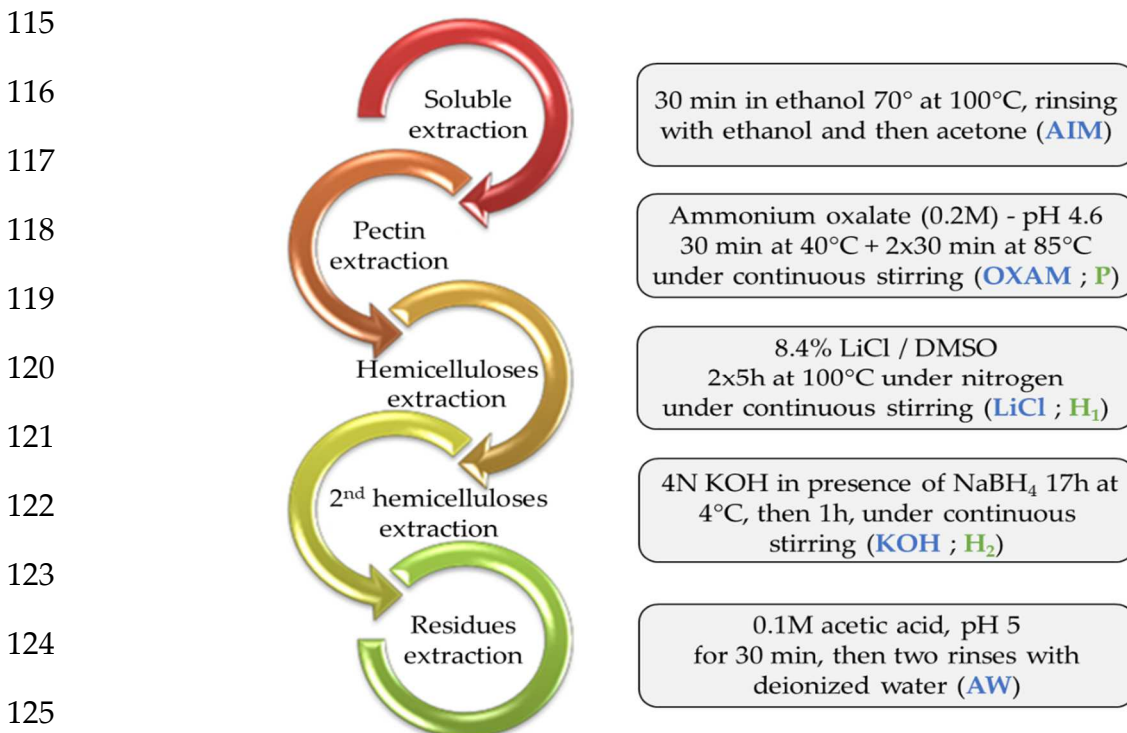 115
116
117
118
119
120
121
122
123
124
125
Soluble
extraction
30 min in ethanol 70° at 100°C, rinsing
with ethanol and then acetone (AIM)
Pectin
extraction
Ammonium oxalate (0.2M) - pH 4.6
30 min at 40°C + 2x30 min at 85°C
under continuous stirring (OXAM ; P)
Hemicelluloses
extraction
8.4% LiCl / DMSO
2x5h at 100°C under nitrogen
under continuous stirring (LiCl ; H₁)
2nd hemicelluloses
extraction
4N KOH in presence of NaBH₄ 17h at
4°C, then 1h, under continuous
stirring (KOH ; H₂)
Residues
extraction
0.1M acetic acid, pH 5
for 30 min, then two rinses with
deionized water (AW)